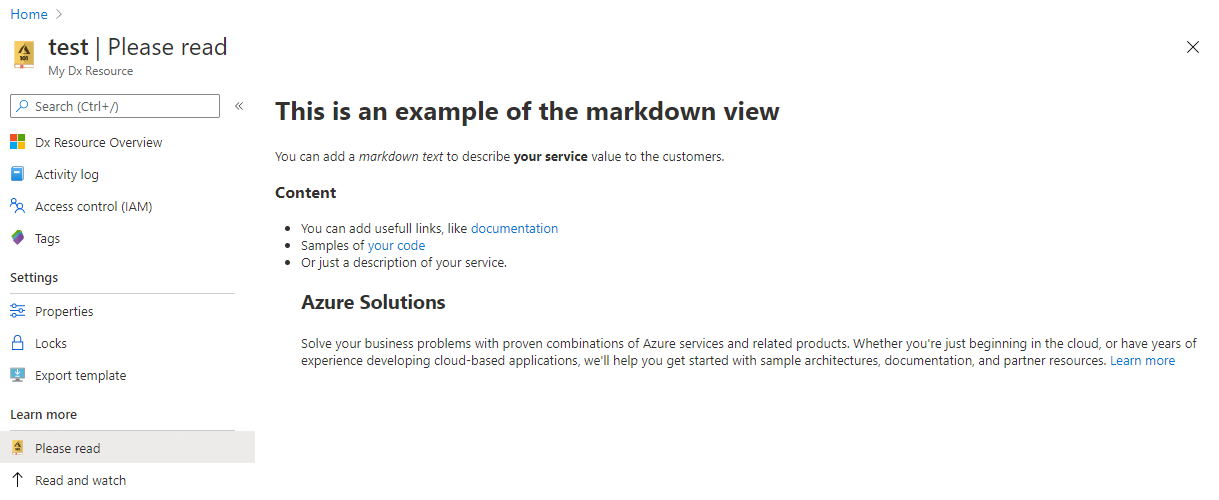 Home
test | Please read
My Dx Resource
Search (Ctrl+/)
«
Dx Resource Overview
Activity log
Access control (IAM)
Tags
Settings
Properties
Locks
Export template
Learn more
Please read
Read and watch
This is an example of the markdown view
You can add a markdown text to describe your service value to the customers.
Content
You can add usefull links, like documentation
Samples of your code
Or just a description of your service.
Azure Solutions
Solve your business problems with proven combinations of Azure services and related products. Whether you're just beginning in the cloud, or have years of
experience developing cloud-based applications, we'll help you get started with sample architectures, documentation, and partner resources. Learn more